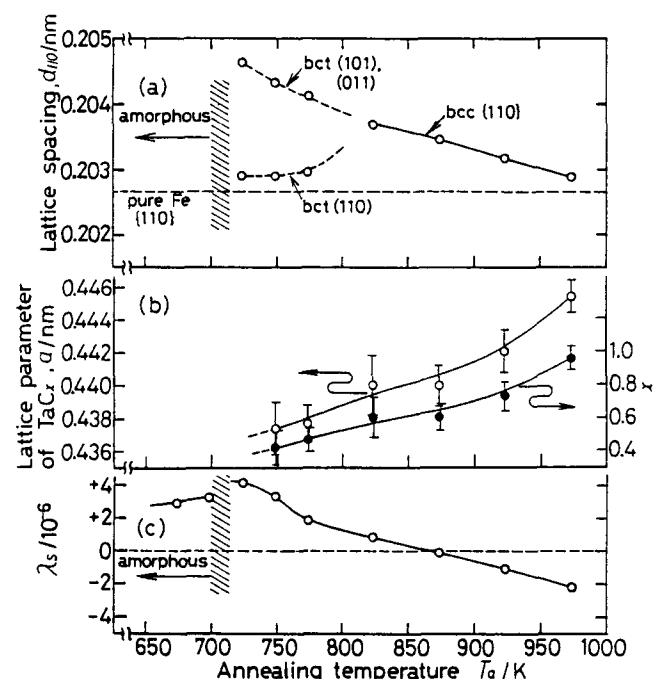 Lattice spacing, d110/nm
0.205
0.204
0.203
0.202
(a)
bct (101),
(011)
bcc {110}
amorphous
bct (110)
pure Fe
{110}
Lattice parameter
of TaCx, a/nm
0.446
0.444
0.442
0.440
0.438
0.436
(b)
1.0
0.8
0.6
0.4
x
λs/10-6
+4
+2
0
-2
-4
(c)
amorphous
650 700 750 800 850 900 950 1000
Annealing temperature Ta/K